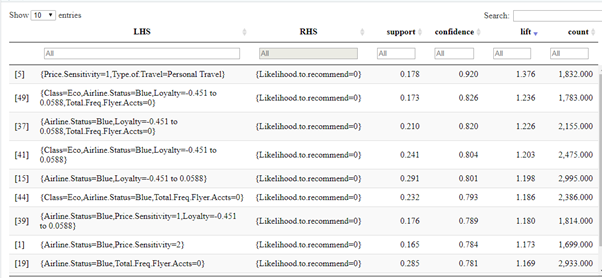 Show 10 entries Search:
LHS RHS support confidence lift count
All All All All All All
[5] {Price.Sensitivity=1,Type.of.Travel=Personal Travel} {Likelihood.to.recommend=0} 0.178 0.920 1.376 1,832.000
[49] {Class=Eco,Airline.Status=Blue,Loyalty=-0.451 to
0.0588,Total.Freq.Flyer.Accts=0} {Likelihood.to.recommend=0} 0.173 0.826 1.236 1,783.000
[37] {Airline.Status=Blue,Loyalty=-0.451 to
0.0588,Total.Freq.Flyer.Accts=0} {Likelihood.to.recommend=0} 0.210 0.820 1.226 2,155.000
[41] {Class=Eco,Airline.Status=Blue,Loyalty=-0.451 to
0.0588} {Likelihood.to.recommend=0} 0.241 0.804 1.203 2,475.000
[15] {Airline.Status=Blue,Loyalty=-0.451 to 0.0588} {Likelihood.to.recommend=0} 0.291 0.801 1.198 2,995.000
[44] {Class=Eco,Airline.Status=Blue,Total.Freq.Flyer.Accts=0} {Likelihood.to.recommend=0} 0.232 0.793 1.186 2,386.000
[39] {Airline.Status=Blue,Price.Sensitivity=1,Loyalty=-0.451
to 0.0588} {Likelihood.to.recommend=0} 0.176 0.789 1.180 1,814.000
[1] {Airline.Status=Blue,Price.Sensitivity=2} {Likelihood.to.recommend=0} 0.165 0.784 1.173 1,699.000
[19] {Airline.Status=Blue,Total.Freq.Flyer.Accts=0} {Likelihood.to.recommend=0} 0.285 0.781 1.169 2,933.000